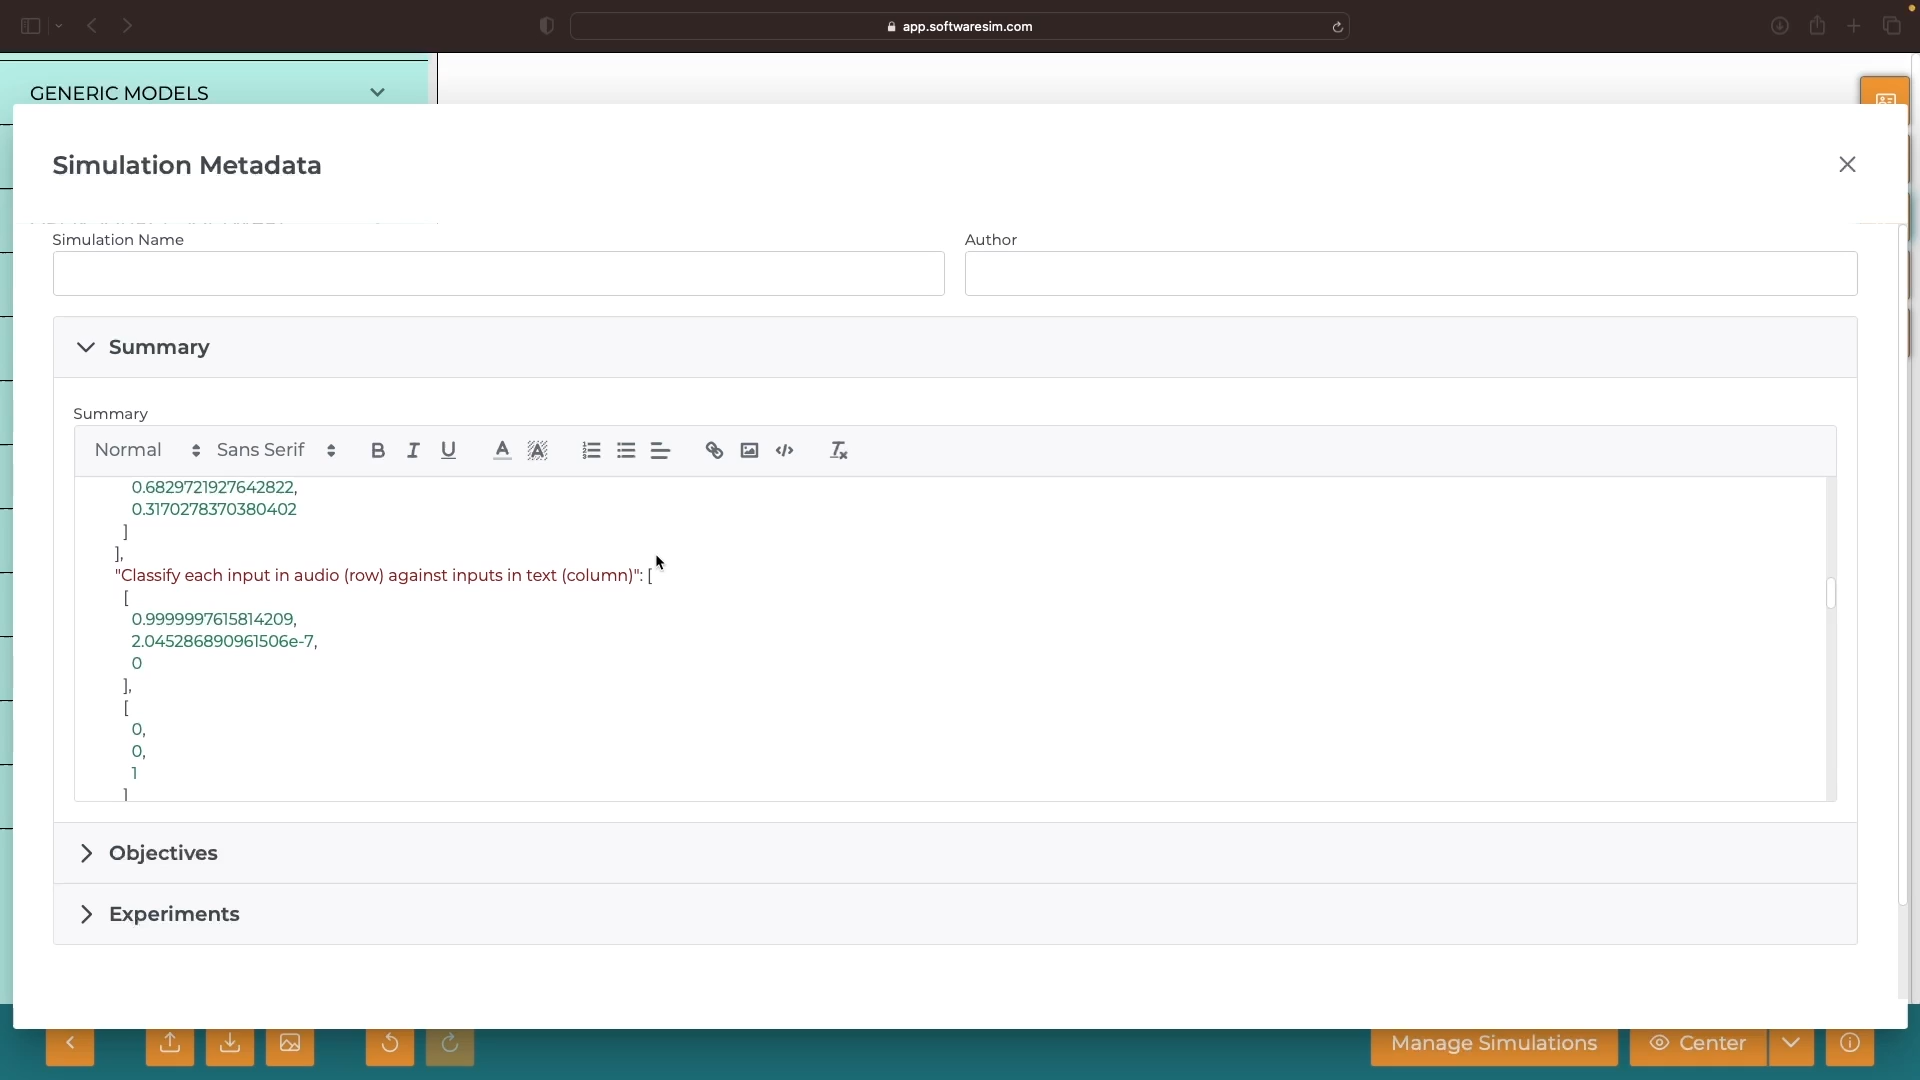 app.softwaresim.com
GENERIC MODELS
Simulation Metadata
Simulation Name
Author
Summary
Summary
Normal
Sans Serif
0.6829721927642822,
0.3170278370380402
]
],
"Classify each input in audio (row) against inputs in text (column)": [
[
0.9999997615814209,
2.045286890961506e-7,
0
],
[
0,
0,
1
]
Objectives
Experiments
Manage Simulations
Center